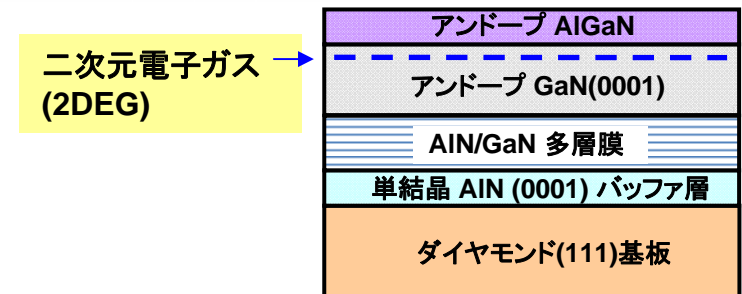 アンドープ AlGaN
二次元電子ガス
(2DEG)
アンドープ GaN(0001)
AlN/GaN 多層膜
単結晶 AlN (0001) バッファ層
ダイヤモンド(111)基板